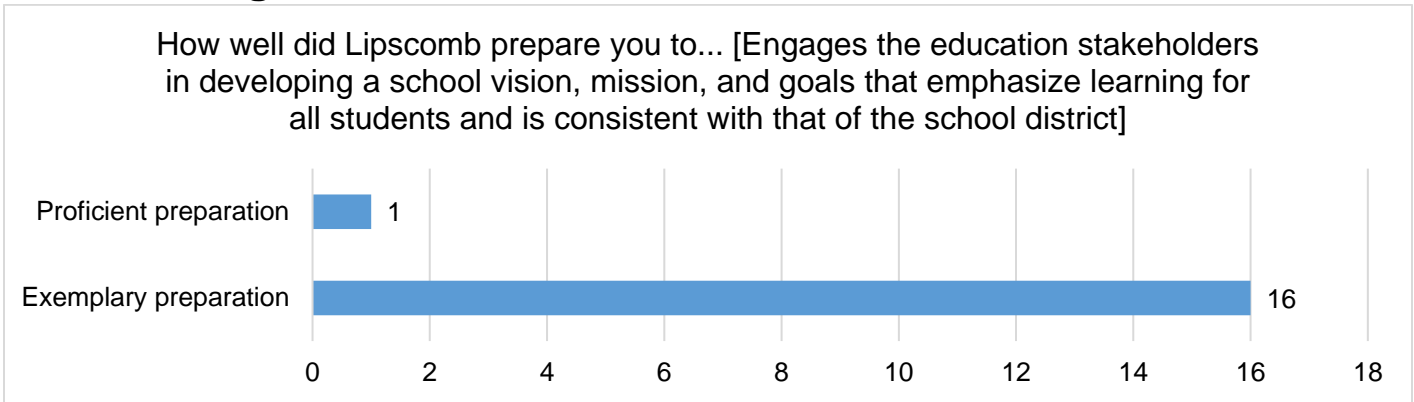 How well did Lipscomb prepare you to... [Engages the education stakeholders
in developing a school vision, mission, and goals that emphasize learning for
all students and is consistent with that of the school district]
Proficient preparation 1
Exemplary preparation 16
0 2 4 6 8 10 12 14 16 18